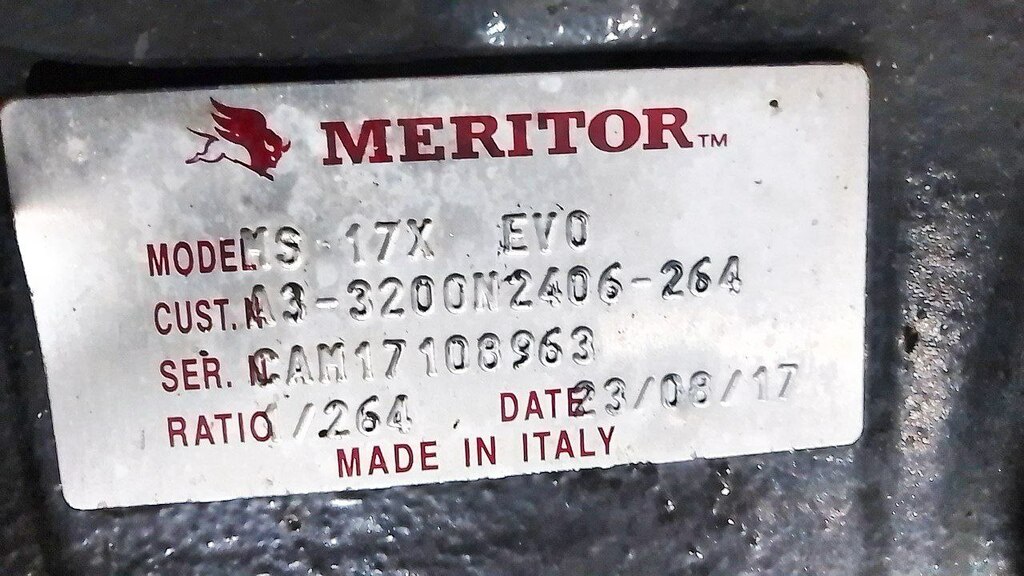 MERITOR™
MODEL MS-17X EVO
CUST. N A3-3200N2406-264
SER. N CAM17108963
RATIO /264 DATE 23/08/17
MADE IN ITALY